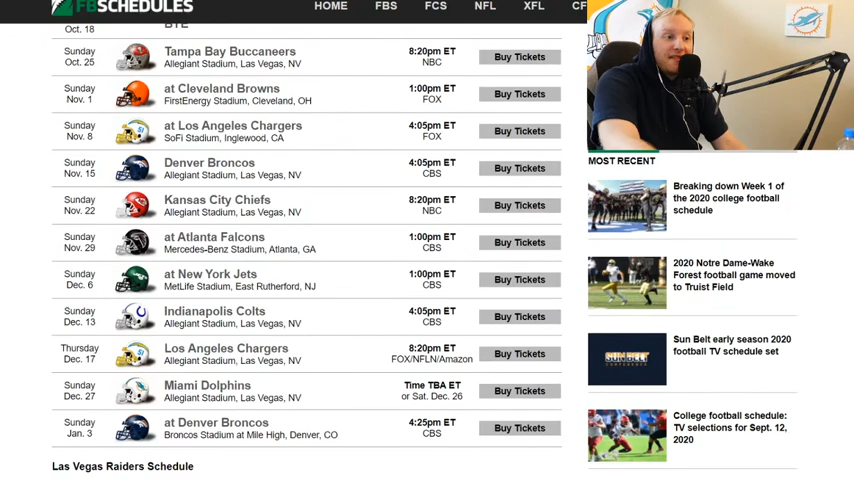 FBSCHEDULES
HOME FBS FCS NFL XFL CF
Oct. 18 BYE
Sunday Oct. 25 Tampa Bay Buccaneers Allegiant Stadium, Las Vegas, NV 8:20pm ET NBC Buy Tickets
Sunday Nov. 1 at Cleveland Browns FirstEnergy Stadium, Cleveland, OH 1:00pm ET FOX Buy Tickets
Sunday Nov. 8 at Los Angeles Chargers SoFi Stadium, Inglewood, CA 4:05pm ET FOX Buy Tickets
Sunday Nov. 15 Denver Broncos Allegiant Stadium, Las Vegas, NV 4:05pm ET CBS Buy Tickets
Sunday Nov. 22 Kansas City Chiefs Allegiant Stadium, Las Vegas, NV 8:20pm ET NBC Buy Tickets
Sunday Nov. 29 at Atlanta Falcons Mercedes-Benz Stadium, Atlanta, GA 1:00pm ET CBS Buy Tickets
Sunday Dec. 6 at New York Jets MetLife Stadium, East Rutherford, NJ 1:00pm ET CBS Buy Tickets
Sunday Dec. 13 Indianapolis Colts Allegiant Stadium, Las Vegas, NV 4:05pm ET CBS Buy Tickets
Thursday Dec. 17 Los Angeles Chargers Allegiant Stadium, Las Vegas, NV 8:20pm ET FOX/NFLN/Amazon Buy Tickets
Sunday Dec. 27 Miami Dolphins Allegiant Stadium, Las Vegas, NV Time TBA ET or Sat. Dec. 26 Buy Tickets
Sunday Jan. 3 at Denver Broncos Broncos Stadium at Mile High, Denver, CO 4:25pm ET CBS Buy Tickets
Las Vegas Raiders Schedule
MOST RECENT
Breaking down Week 1 of
the 2020 college football
schedule
2020 Notre Dame-Wake
Forest football game moved
to Truist Field
SUN BELT
CONFERENCE
Sun Belt early season 2020
football TV schedule set
College football schedule:
TV selections for Sept. 12,
2020